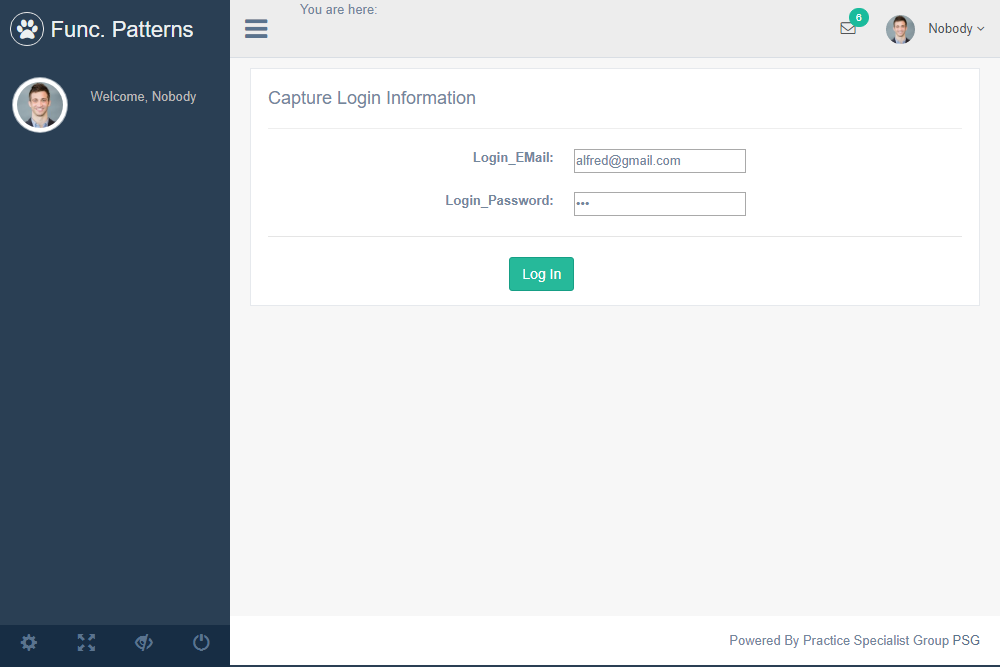 Func. Patterns
Welcome, Nobody
You are here:
6
Nobody
Capture Login Information
Login_EMail:
alfred@gmail.com
Login_Password:
•••
Log In
Powered By Practice Specialist Group PSG